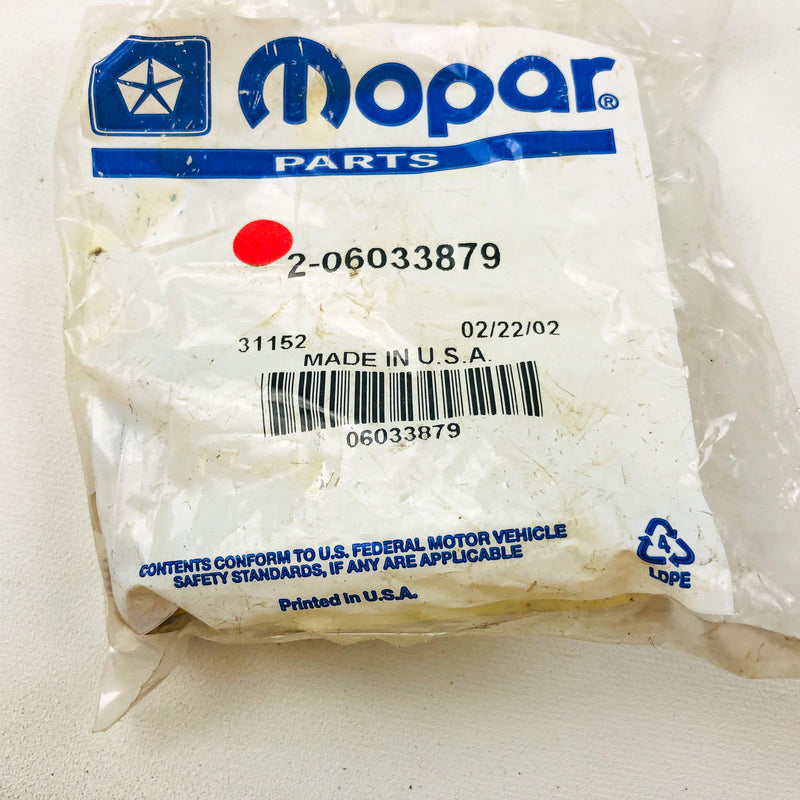 Mopar®
PARTS
2-06033879
31152 02/22/02
MADE IN U.S.A.
06033879
CONTENTS CONFORM TO U.S. FEDERAL MOTOR VEHICLE
SAFETY STANDARDS, IF ANY ARE APPLICABLE
Printed in U.S.A.
4
LDPE